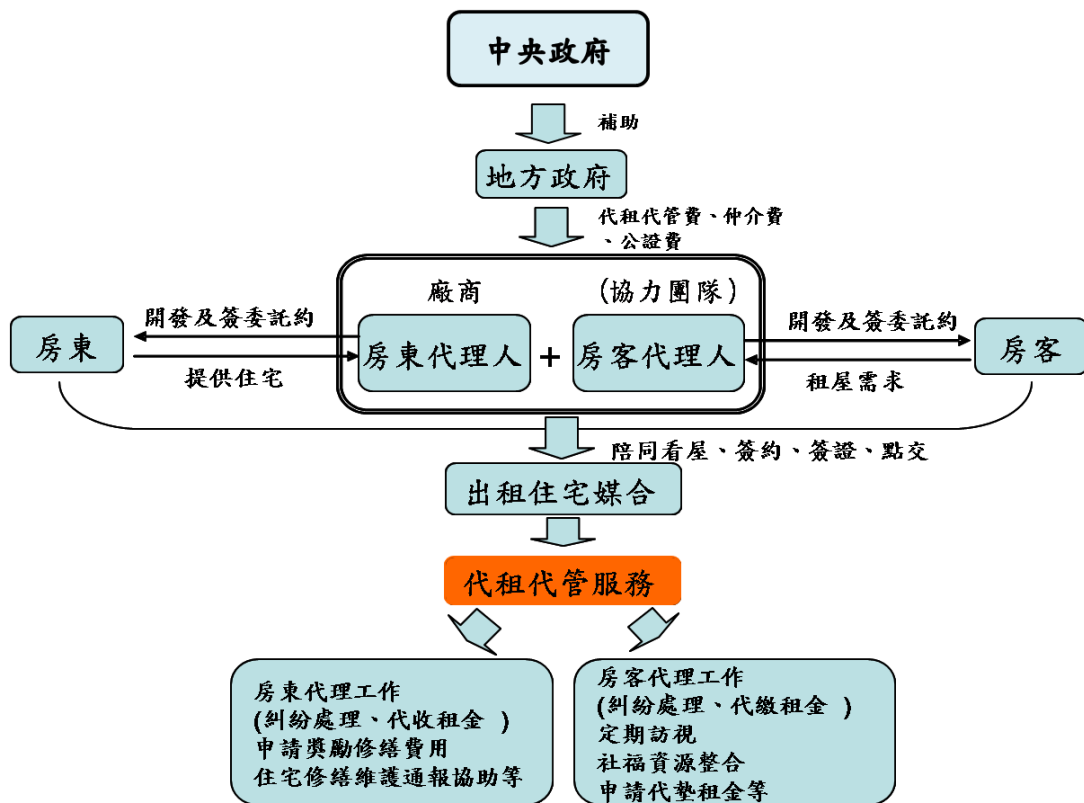 中央政府
補助
地方政府
代租代管費、仲介費
、公證費
廠商
(協力團隊)
房東
開發及簽委託約
提供住宅
房東代理人
+
房客代理人
開發及簽委託約
租屋需求
房客
陪同看屋、簽約、簽證、點交
出租住宅媒合
代租代管服務
房東代理工作
(糾紛處理、代收租金 )
申請獎勵修繕費用
住宅修繕維護通報協助等
房客代理工作
(糾紛處理、代繳租金 )
定期訪視
社福資源整合
申請代墊租金等